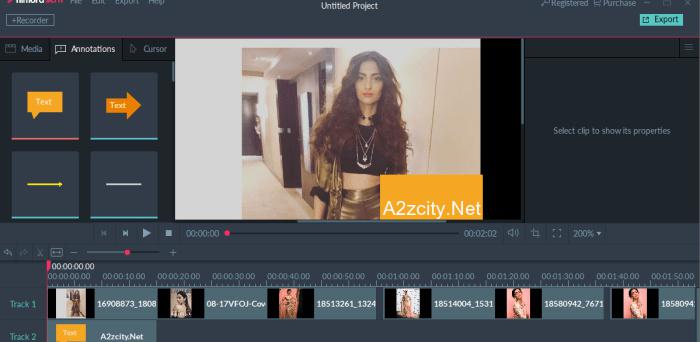 filmora scrn File Edit Export Help
Untitled Project
Registered Purchase
+Recorder
Export
Media Annotations Cursor
Text
Text
Select clip to show its properties
A2zcity.Net
00:00:00 00:02:02 200%
00:00:00.00
00:00:00.00 00:00:10.00 00:00:20.00 00:00:30.00 00:00:40.00 00:00:50.00 00:01:00.00 00:01:10.00 00:01:20.00 00:01:30.00 00:01:40.00 00:01:50.00
Track 1 16908873_1808 08-17VFOJ-Cov 18513261_1324 18514004_1531 18580942_7671 1858094
Track 2 Text A2zcity.Net